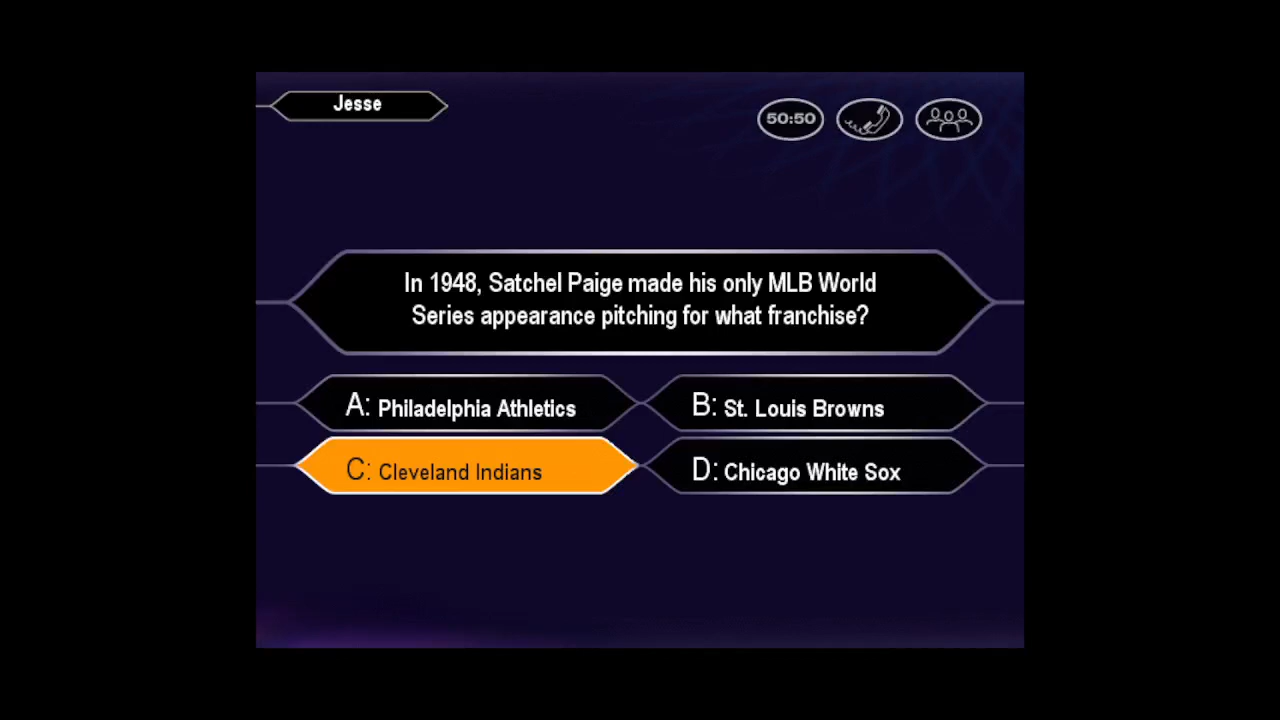 Jesse
50:50
In 1948, Satchel Paige made his only MLB World
Series appearance pitching for what franchise?
A: Philadelphia Athletics
B: St. Louis Browns
C: Cleveland Indians
D: Chicago White Sox